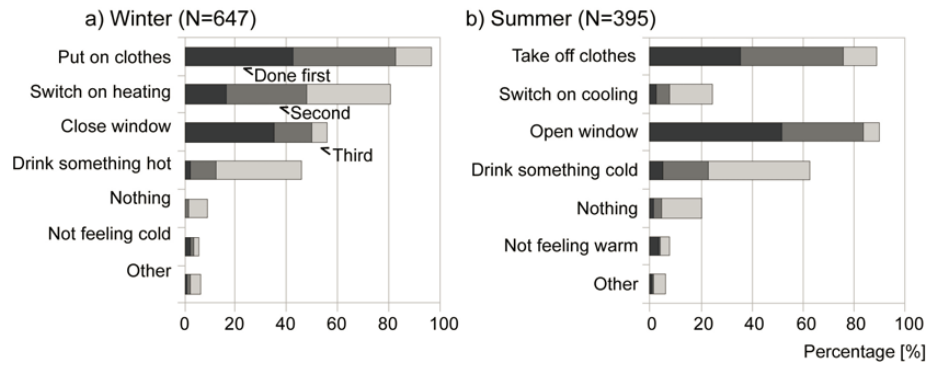 a) Winter (N=647)
Put on clothes
Done first
Switch on heating
Second
Close window
Third
Drink something hot
Nothing
Not feeling cold
Other
0 20 40 60 80 100
b) Summer (N=395)
Take off clothes
Switch on cooling
Open window
Drink something cold
Nothing
Not feeling warm
Other
0 20 40 60 80 100
Percentage [%]